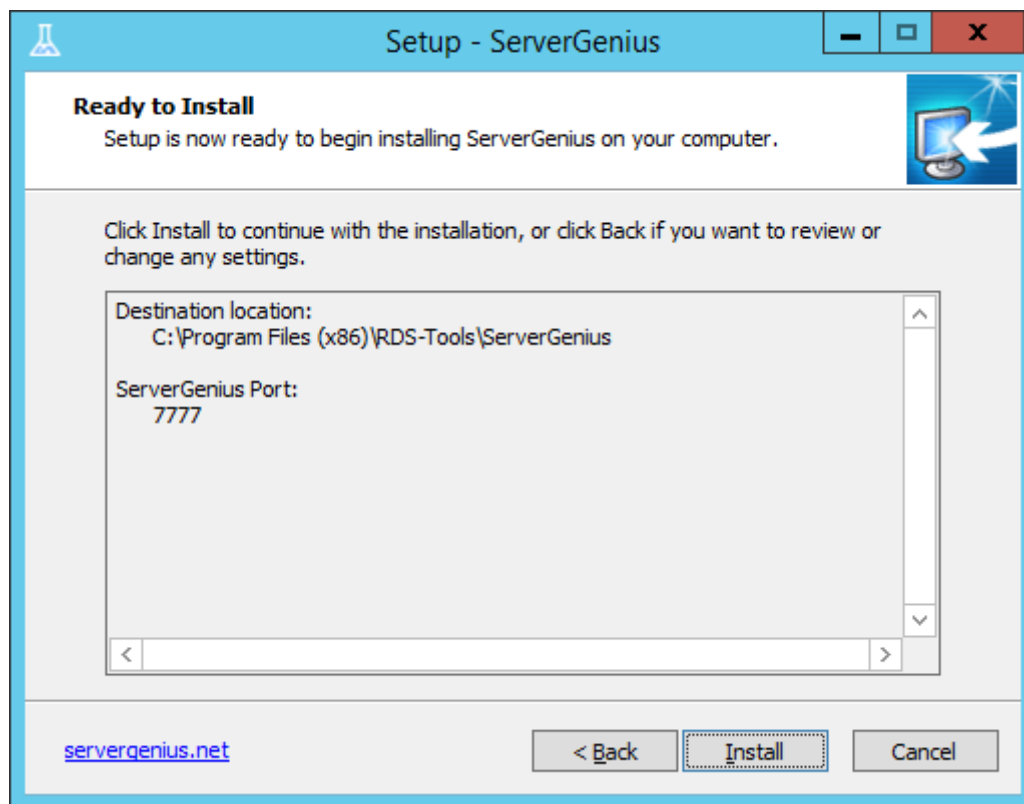 Setup - ServerGenius
Ready to Install
Setup is now ready to begin installing ServerGenius on your computer.
Click Install to continue with the installation, or click Back if you want to review or
change any settings.
Destination location:
C:\Program Files (x86)\RDS-Tools\ServerGenius
ServerGenius Port:
7777
servergenius.net
< Back
Install
Cancel